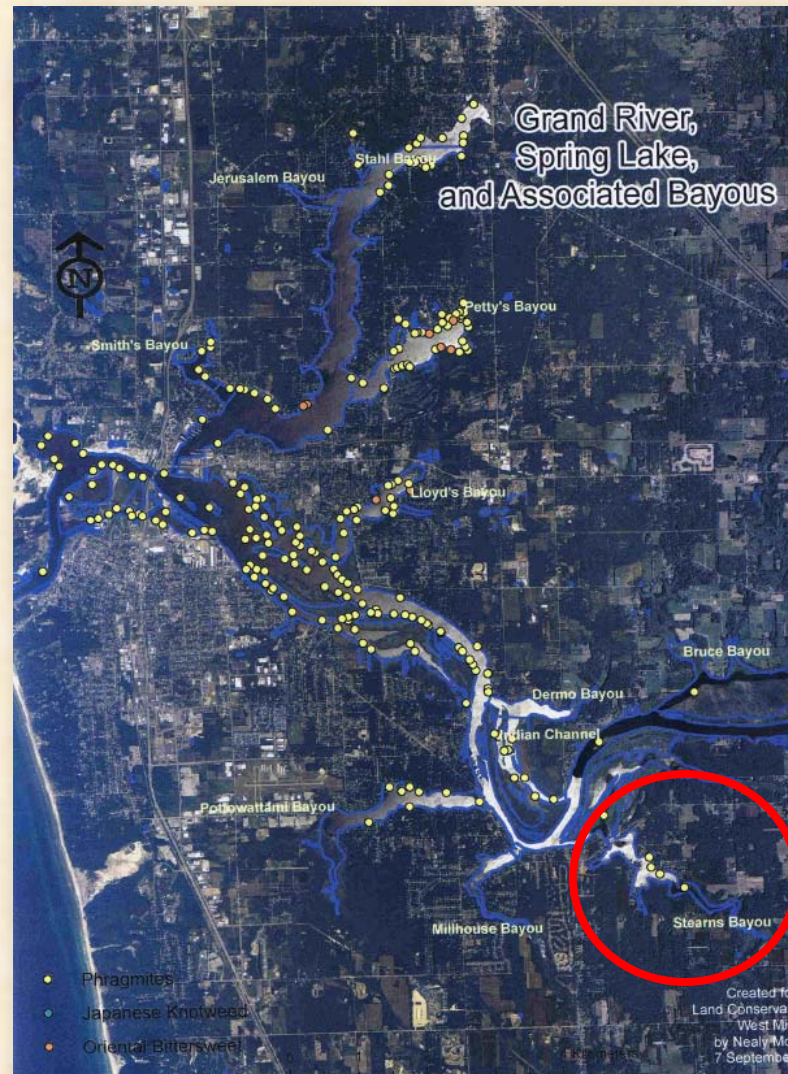 Grand River,
Spring Lake,
and Associated Bayous
Stahl Bayou
Jerusalem Bayou
N
Petty's Bayou
Smith's Bayou
Lloyd's Bayou
Bruce Bayou
Dermo Bayou
Indian Channel
Pottowattami Bayou
Millhouse Bayou
Stearns Bayou
Phragmites
Japanese Knotweed
Oriental Bittersweet
Created fo
Land Conserva
West Mi
by Nealy Mc
7 September